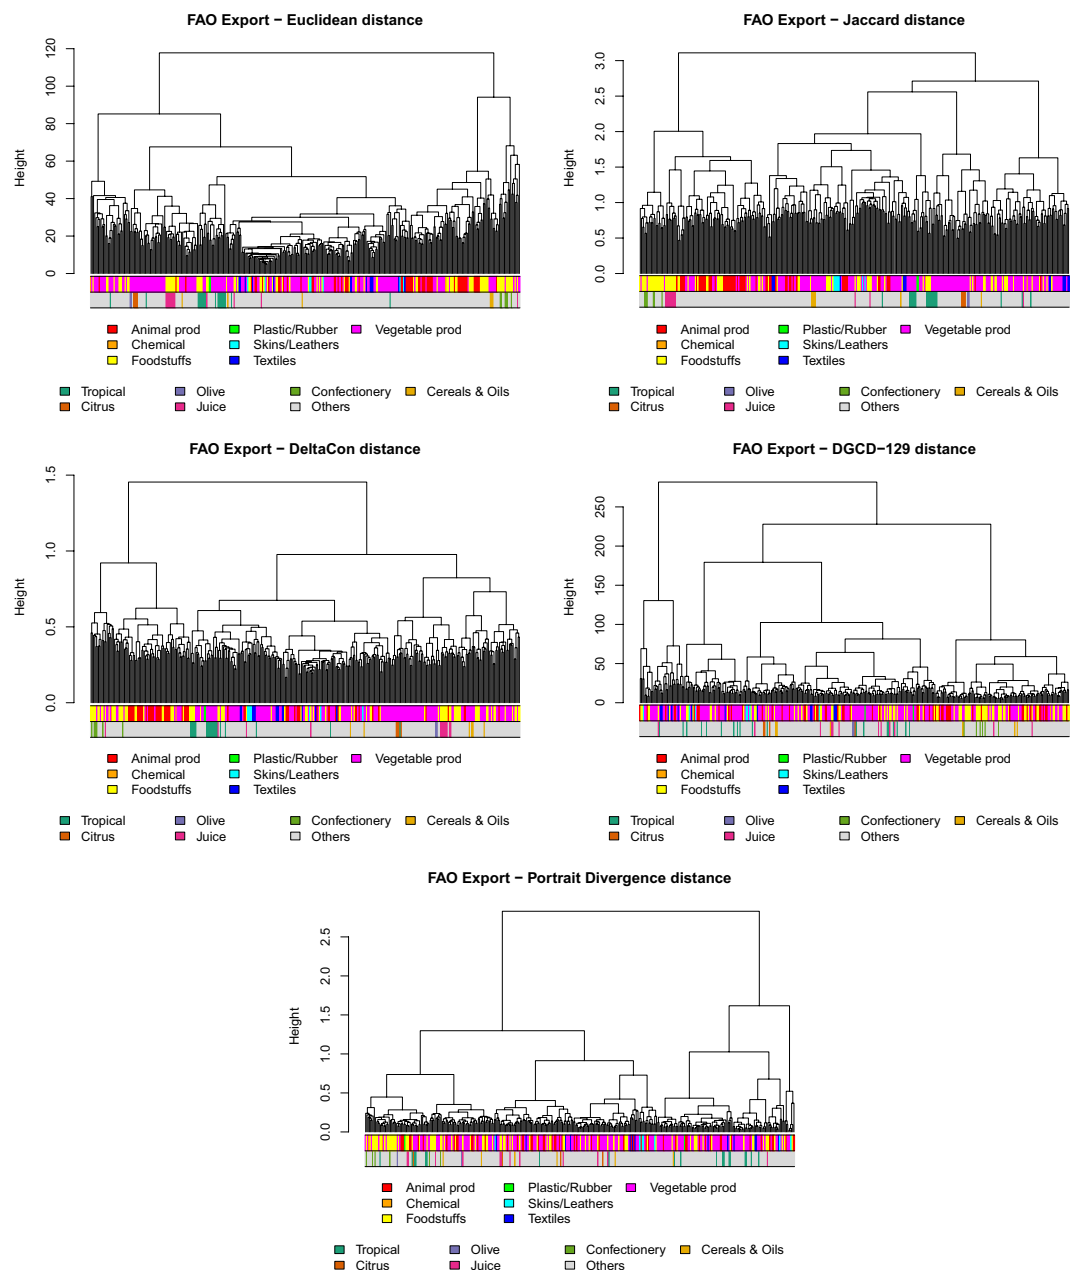 FAO Export − Euclidean distance
FAO Export − Jaccard distance
Height
0 20 40 60 80 100 120
Height
0.0 0.5 1.0 1.5 2.0 2.5 3.0
Animal prod Plastic/Rubber Vegetable prod
Chemical Skins/Leathers
Foodstuffs Textiles
Tropical Olive Confectionery Cereals & Oils
Citrus Juice Others
Animal prod Plastic/Rubber Vegetable prod
Chemical Skins/Leathers
Foodstuffs Textiles
Tropical Olive Confectionery Cereals & Oils
Citrus Juice Others
FAO Export − DeltaCon distance
FAO Export − DGCD−129 distance
Height
0.0 0.5 1.0 1.5
Height
0 50 100 150 200 250
Animal prod Plastic/Rubber Vegetable prod
Chemical Skins/Leathers
Foodstuffs Textiles
Tropical Olive Confectionery Cereals & Oils
Citrus Juice Others
Animal prod Plastic/Rubber Vegetable prod
Chemical Skins/Leathers
Foodstuffs Textiles
Tropical Olive Confectionery Cereals & Oils
Citrus Juice Others
FAO Export − Portrait Divergence distance
Height
0.0 0.5 1.0 1.5 2.0 2.5
Animal prod Plastic/Rubber Vegetable prod
Chemical Skins/Leathers
Foodstuffs Textiles
Tropical Olive Confectionery Cereals & Oils
Citrus Juice Others